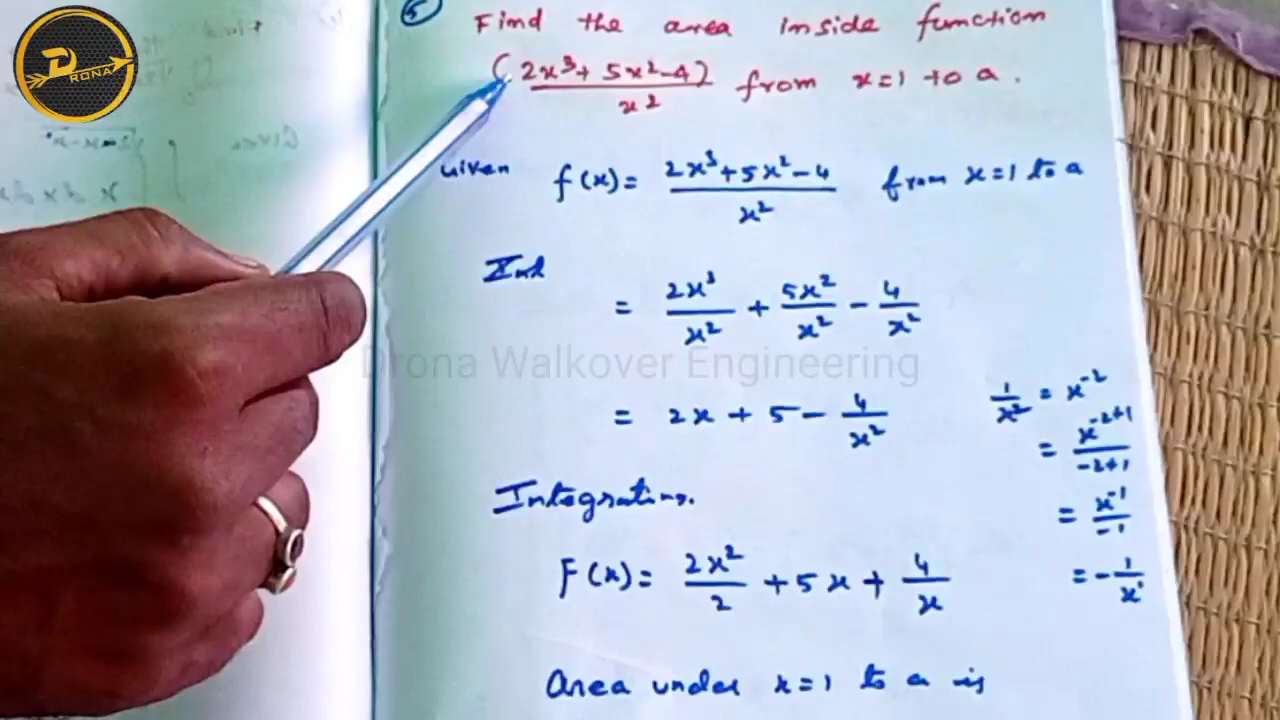 DRONA
5 Find the area inside function
(2x³ + 5x² - 4)/x² from x=1 to a.
Given f(x) = (2x³+5x²-4)/x² from x=1 to a
= 2x³/x² + 5x²/x² - 4/x²
Drona Walkover Engineering
= 2x + 5 - 4/x²
1/x² = x⁻²
= x⁻²⁺¹/-2+1
= x⁻¹/-1
= -1/x
Integrating.
F(x) = 2x²/2 + 5x + 4/x
Area under x=1 to a is